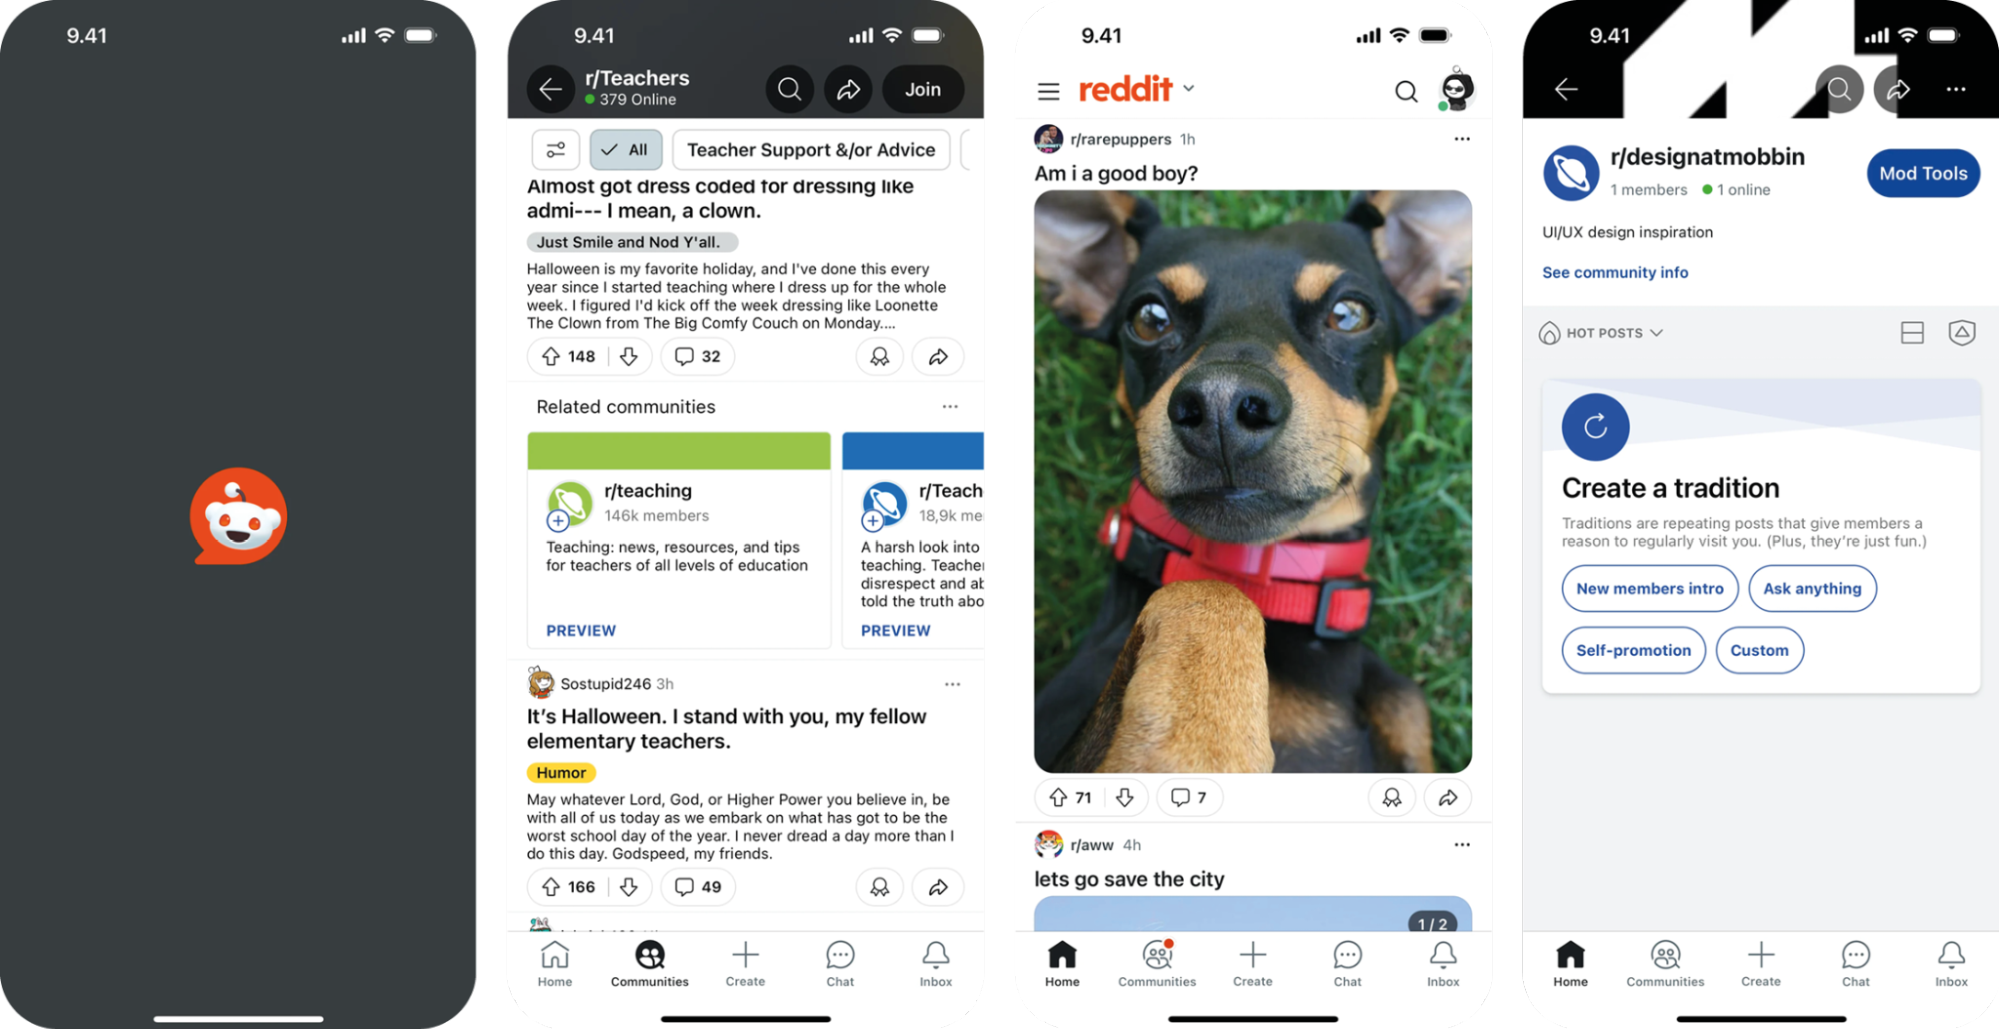 9.41
9.41
r/Teachers
379 Online
Join
All
Teacher Support &/or Advice
Almost got dress coded for dressing like
admi--- I mean, a clown.
Just Smile and Nod Y'all.
Halloween is my favorite holiday, and I've done this every
year since I started teaching where I dress up for the whole
week. I figured I'd kick off the week dressing like Loonette
The Clown from The Big Comfy Couch on Monday....
148
32
Related communities
r/teaching
146k members
Teaching: news, resources, and tips
for teachers of all levels of education
PREVIEW
r/Teach
18,9k me
A harsh look into
teaching. Teacher
disrespect and ab
told the truth abo
PREVIEW
Sostupid246 3h
It's Halloween. I stand with you, my fellow
elementary teachers.
Humor
May whatever Lord, God, or Higher Power you believe in, be
with all of us today as we embark on what has got to be the
worst school day of the year. I never dread a day more than I
do this day. Godspeed, my friends.
166
49
Home
Communities
Create
Chat
Inbox
9.41
reddit
r/rarepuppers 1h
Am i a good boy?
71
7
r/aww 4h
lets go save the city
1/2
Home
Communities
Create
Chat
Inbox
9.41
r/designatmobbin
1 members
1 online
Mod Tools
UI/UX design inspiration
See community info
HOT POSTS
Create a tradition
Traditions are repeating posts that give members a
reason to regularly visit you. (Plus, they're just fun.)
New members intro
Ask anything
Self-promotion
Custom
Home
Communities
Create
Chat
Inbox